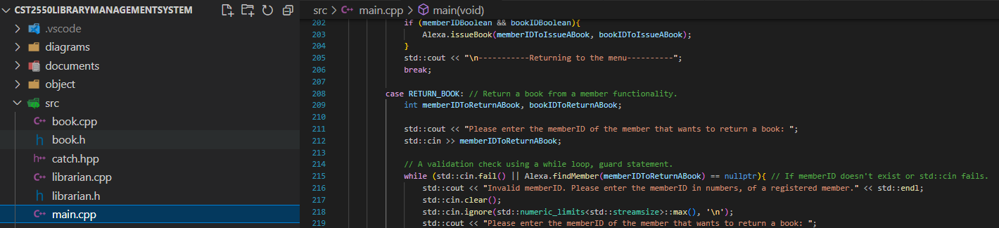 CST2550LIBRARYMANAGEMENTSYSTEM
.vscode
diagrams
documents
object
src
C++ book.cpp
h book.h
h++ catch.hpp
C++ librarian.cpp
h librarian.h
C++ main.cpp
src > C++ main.cpp > main(void)
202 if (memberIDBoolean && bookIDBoolean){
203 Alexa.issueBook(memberIDToIssueABook, bookIDToIssueABook);
204 }
205 std::cout << "\n-----------Returning to the menu----------";
206 break;
207
208 case RETURN_BOOK: // Return a book from a member functionality.
209 int memberIDToReturnABook, bookIDToReturnABook;
210
211 std::cout << "Please enter the memberID of the member that wants to return a book: ";
212 std::cin >> memberIDToReturnABook;
213
214 // A validation check using a while loop, guard statement.
215 while (std::cin.fail() || Alexa.findMember(memberIDToReturnABook) == nullptr){ // If memberID doesn't exist or std::cin fails.
216 std::cout << "Invalid memberID. Please enter the memberID in numbers, of a registered member." << std::endl;
217 std::cin.clear();
218 std::cin.ignore(std::numeric_limits<std::streamsize>::max(), '\n');
219 std::cout << "Please enter the memberID of the member that wants to return a book: ";